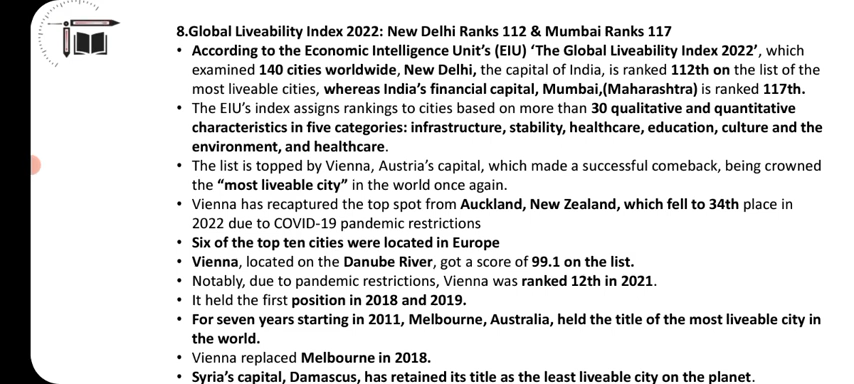 8.Global Liveability Index 2022: New Delhi Ranks 112 & Mumbai Ranks 117
• According to the Economic Intelligence Unit's (EIU) 'The Global Liveability Index 2022', which
examined 140 cities worldwide, New Delhi, the capital of India, is ranked 112th on the list of the
most liveable cities, whereas India's financial capital, Mumbai,(Maharashtra) is ranked 117th.
• The EIU's index assigns rankings to cities based on more than 30 qualitative and quantitative
characteristics in five categories: infrastructure, stability, healthcare, education, culture and the
environment, and healthcare.
• The list is topped by Vienna, Austria's capital, which made a successful comeback, being crowned
the "most liveable city" in the world once again.
• Vienna has recaptured the top spot from Auckland, New Zealand, which fell to 34th place in
2022 due to COVID-19 pandemic restrictions
• Six of the top ten cities were located in Europe
• Vienna, located on the Danube River, got a score of 99.1 on the list.
• Notably, due to pandemic restrictions, Vienna was ranked 12th in 2021.
• It held the first position in 2018 and 2019.
• For seven years starting in 2011, Melbourne, Australia, held the title of the most liveable city in
the world.
• Vienna replaced Melbourne in 2018.
• Syria's capital, Damascus, has retained its title as the least liveable city on the planet.